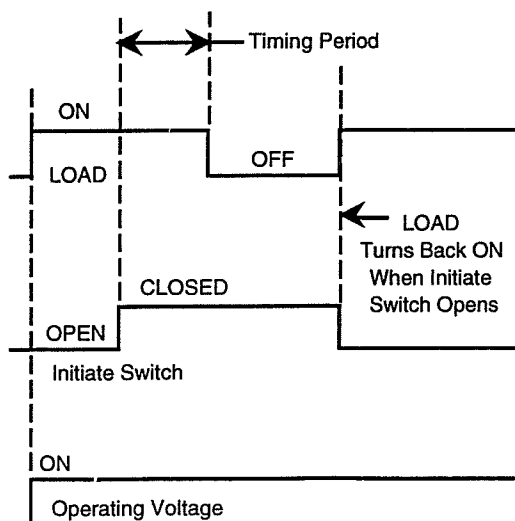 Timing Period
ON
OFF
LOAD
LOAD
Turns Back ON
When Initiate
Switch Opens
CLOSED
OPEN
Initiate Switch
ON
Operating Voltage